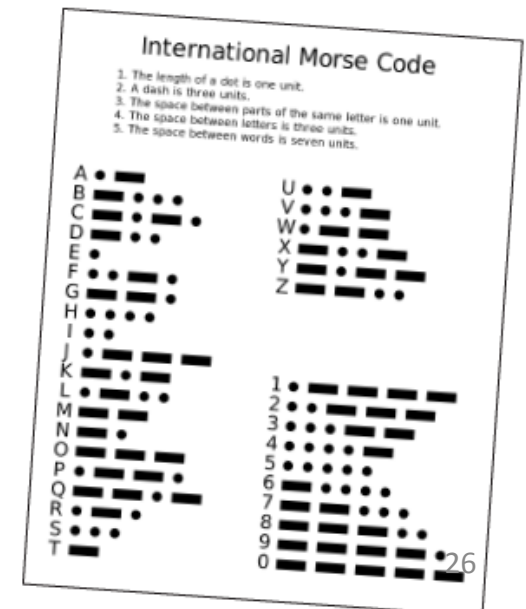 International Morse Code
1. The length of a dot is one unit.
2. A dash is three units.
3. The space between parts of the same letter is one unit.
4. The space between letters is three units.
5. The space between words is seven units.
A
B
C
D
E
F
G
H
I
J
K
L
M
N
O
P
Q
R
S
T
U
V
W
X
Y
Z
1
2
3
4
5
6
7
8
9
0
26